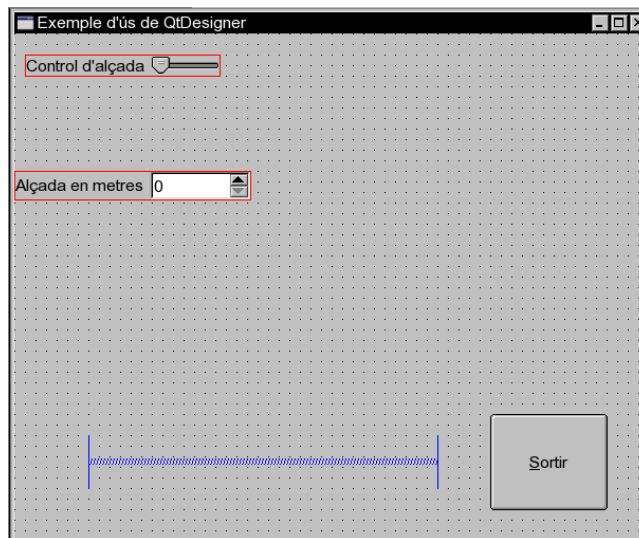 Exemple d'ús de QtDesigner
Control d'alçada
Alçada en metres 0
Sortir